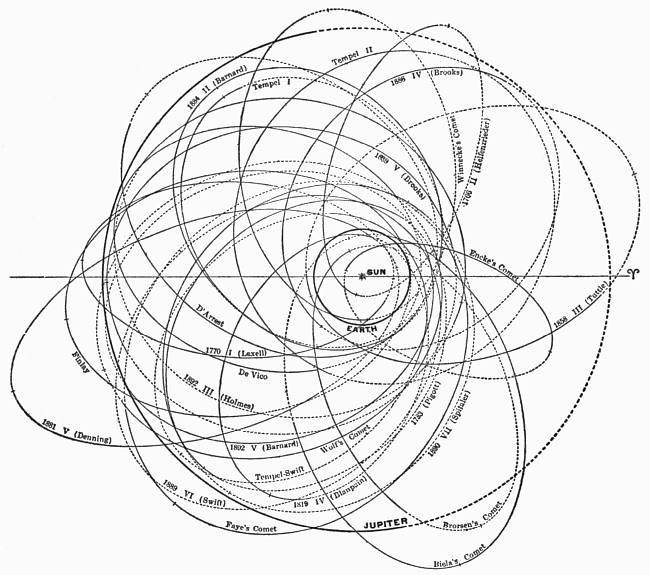 Tempel II
1884 II (Barnard)
Tempel I
1886 IV (Brooks)
Winnecke's Comet
1766 II (Helfenzrieder)
1889 V (Brooks)
Encke's Comet
SUN
♈
1858 III (Tuttle)
EARTH
D'Arrest
1770 I (Lexell)
Finlay
De Vico
1892 III (Holmes)
1783 (Pigott)
1890 VII (Spitaler)
1881 V (Denning)
1892 V (Barnard)
Wolf's Comet
Tempel-Swift
1889 VI (Swift)
1819 IV (Blanpain)
Faye's Comet
JUPITER
Brorsen's Comet
Biela's Comet